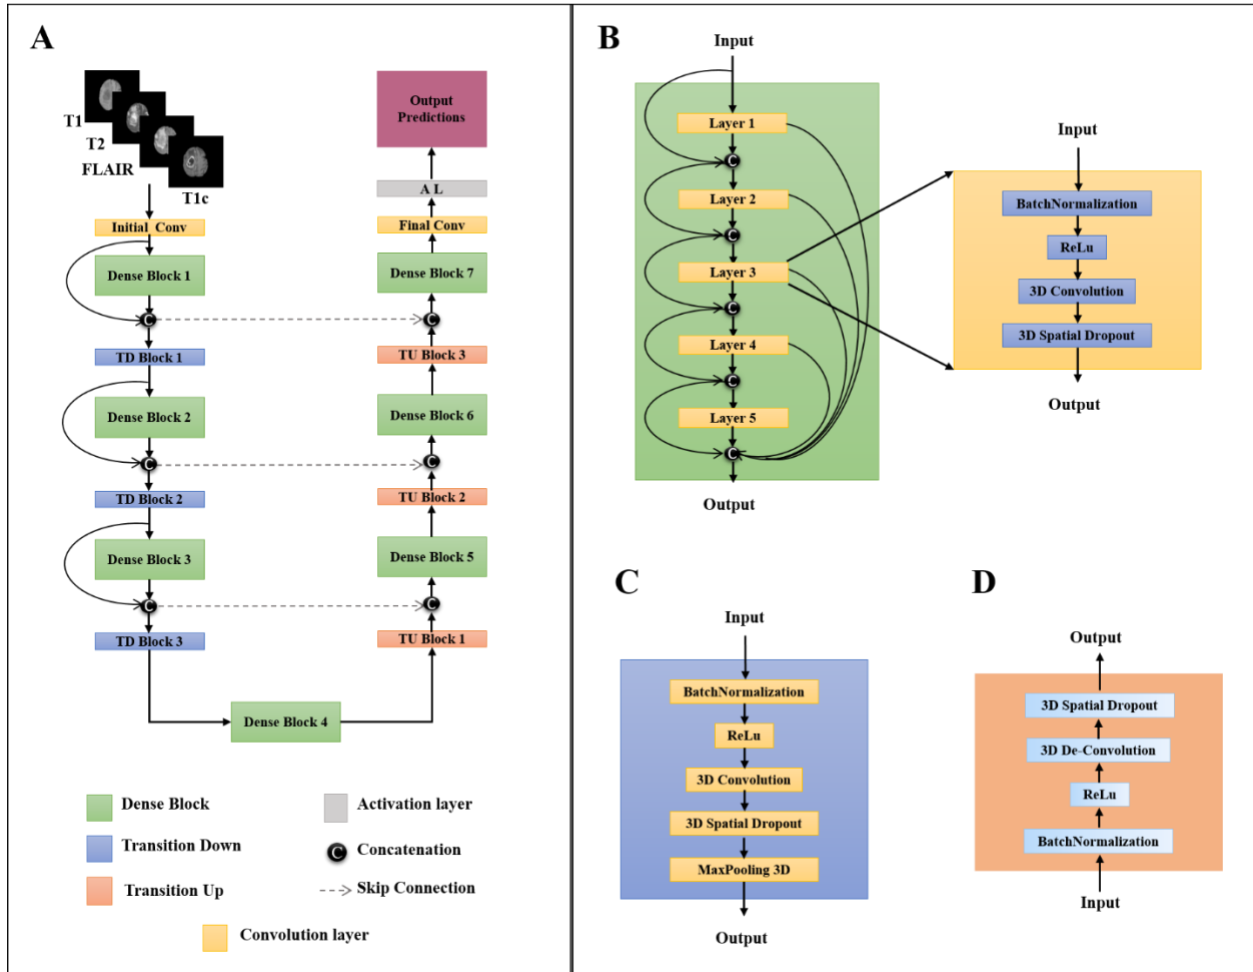 A
T1
T2
FLAIR
T1c
Initial Conv
Dense Block 1
C
TD Block 1
Dense Block 2
C
TD Block 2
Dense Block 3
C
TD Block 3
Dense Block 4
Output
Predictions
A L
Final Conv
Dense Block 7
C
TU Block 3
Dense Block 6
C
TU Block 2
Dense Block 5
C
TU Block 1
Dense Block
Transition Down
Transition Up
Convolution layer
Activation layer
C Concatenation
Skip Connection
B
Input
Layer 1
C
Layer 2
C
Layer 3
C
Layer 4
C
Layer 5
C
Output
Input
BatchNormalization
ReLu
3D Convolution
3D Spatial Dropout
Output
C
Input
BatchNormalization
ReLu
3D Convolution
3D Spatial Dropout
MaxPooling 3D
Output
D
Output
3D Spatial Dropout
3D De-Convolution
ReLu
BatchNormalization
Input